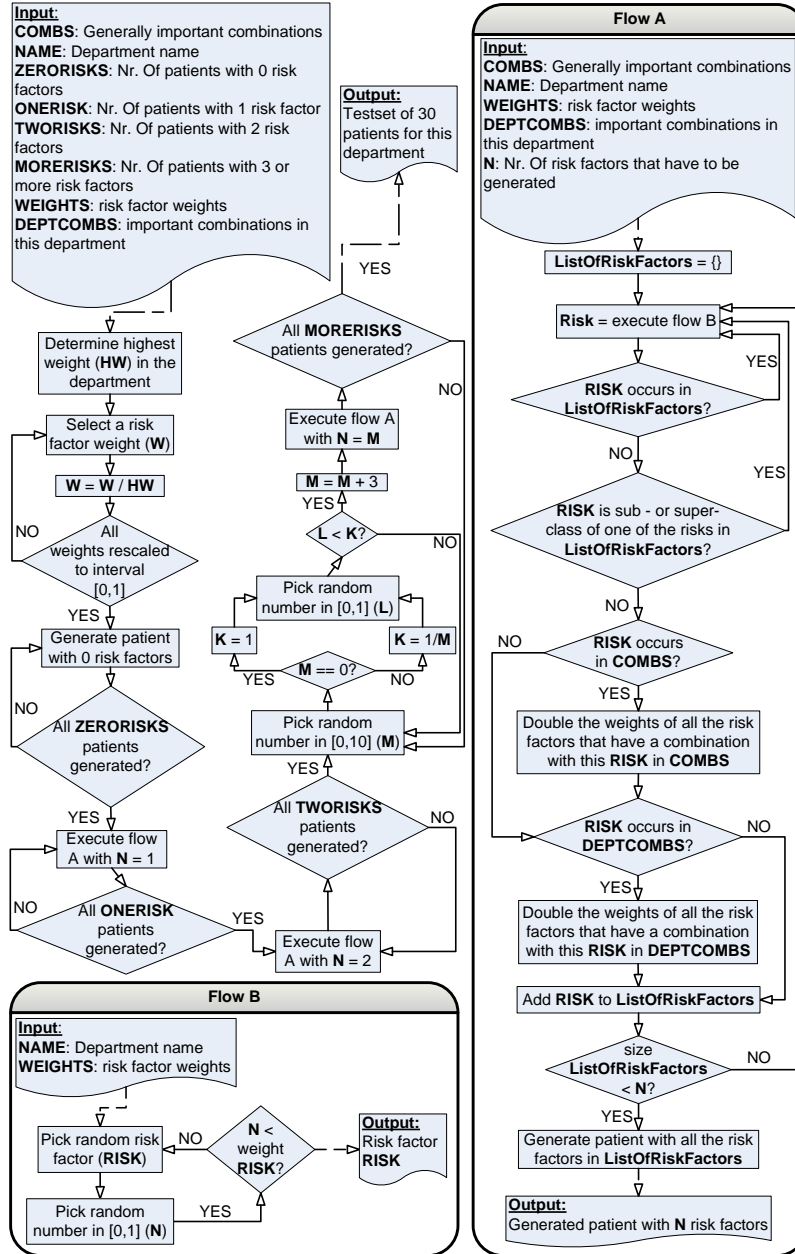 Input:
COMBS: Generally important combinations
NAME: Department name
ZERORISKS: Nr. Of patients with 0 risk
factors
ONERISK: Nr. Of patients with 1 risk factor
TWORISKS: Nr. Of patients with 2 risk
factors
MORERISKS: Nr. Of patients with 3 or
more risk factors
WEIGHTS: risk factor weights
DEPTCOMBS: important combinations in
this department
Determine highest
weight (HW) in the
department
Select a risk
factor weight (W)
W = W / HW
NO
All
weights rescaled
to interval
[0,1]
YES
Generate patient
with 0 risk factors
NO
All ZERORISKS
patients
generated?
YES
Execute flow
A with N = 1
NO
All ONERISK
patients
generated?
YES
Execute flow
A with N = 2
All TWORISKS
patients
generated?
NO
YES
Pick random
number in [0,10] (M)
M == 0?
YES
NO
K = 1
K = 1/M
Pick random
number in [0,1] (L)
L < K?
NO
YES
M = M + 3
Execute flow A
with N = M
All MORERISKS
patients generated?
NO
YES
Output:
Testset of 30
patients for this
department
Flow A
Input:
COMBS: Generally important combinations
NAME: Department name
WEIGHTS: risk factor weights
DEPTCOMBS: important combinations in
this department
N: Nr. Of risk factors that have to be
generated
ListOfRiskFactors = {}
Risk = execute flow B
YES
RISK occurs in
ListOfRiskFactors?
NO
YES
RISK is sub - or super-
class of one of the risks in
ListOfRiskFactors?
NO
NO
RISK occurs
in COMBS?
YES
Double the weights of all the risk
factors that have a combination
with this RISK in COMBS
RISK occurs in
DEPTCOMBS?
NO
YES
Double the weights of all the risk
factors that have a combination
with this RISK in DEPTCOMBS
Add RISK to ListOfRiskFactors
size
ListOfRiskFactors
< N?
NO
YES
Generate patient with all the risk
factors in ListOfRiskFactors
Output:
Generated patient with N risk factors
Flow B
Input:
NAME: Department name
WEIGHTS: risk factor weights
Pick random risk
factor (RISK)
NO
N <
weight
RISK?
Output:
Risk factor
RISK
Pick random
number in [0,1] (N)
YES